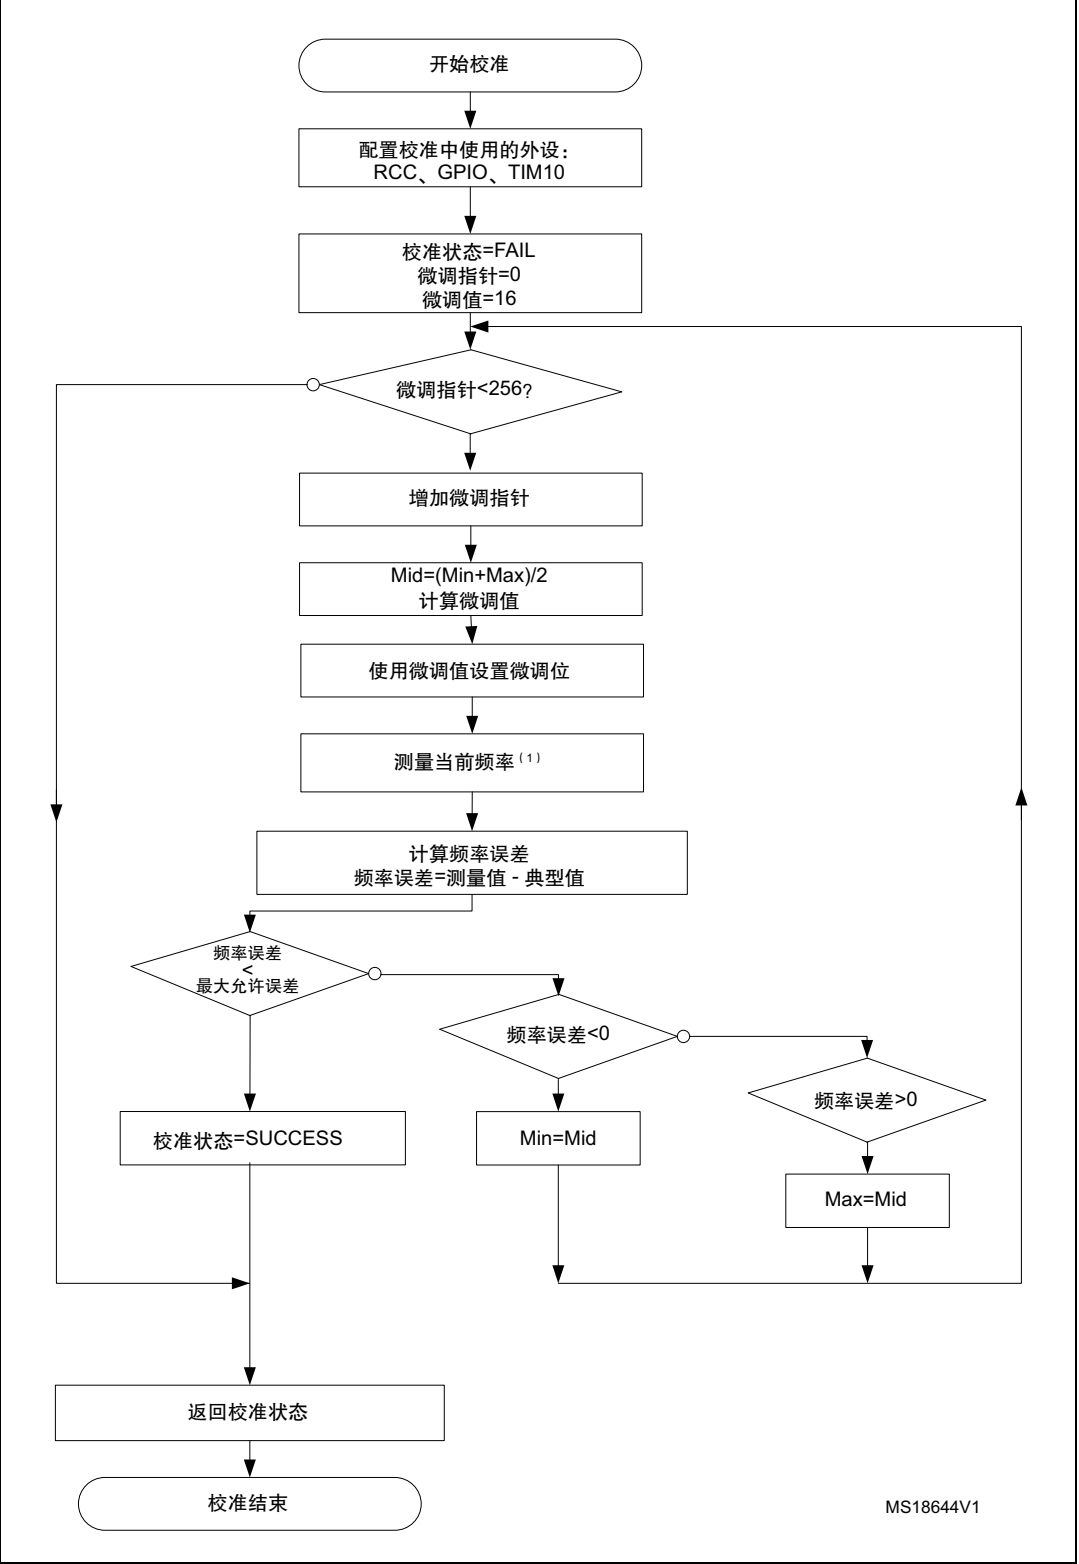 开始校准
配置校准中使用的外设：
RCC、GPIO、TIM10
校准状态=FAIL
微调指针=0
微调值=16
微调指针<256?
增加微调指针
Mid=(Min+Max)/2
计算微调值
使用微调值设置微调位
测量当前频率(1)
计算频率误差
频率误差=测量值 - 典型值
频率误差
<
最大允许误差
频率误差<0
频率误差>0
校准状态=SUCCESS
Min=Mid
Max=Mid
返回校准状态
校准结束
MS18644V1